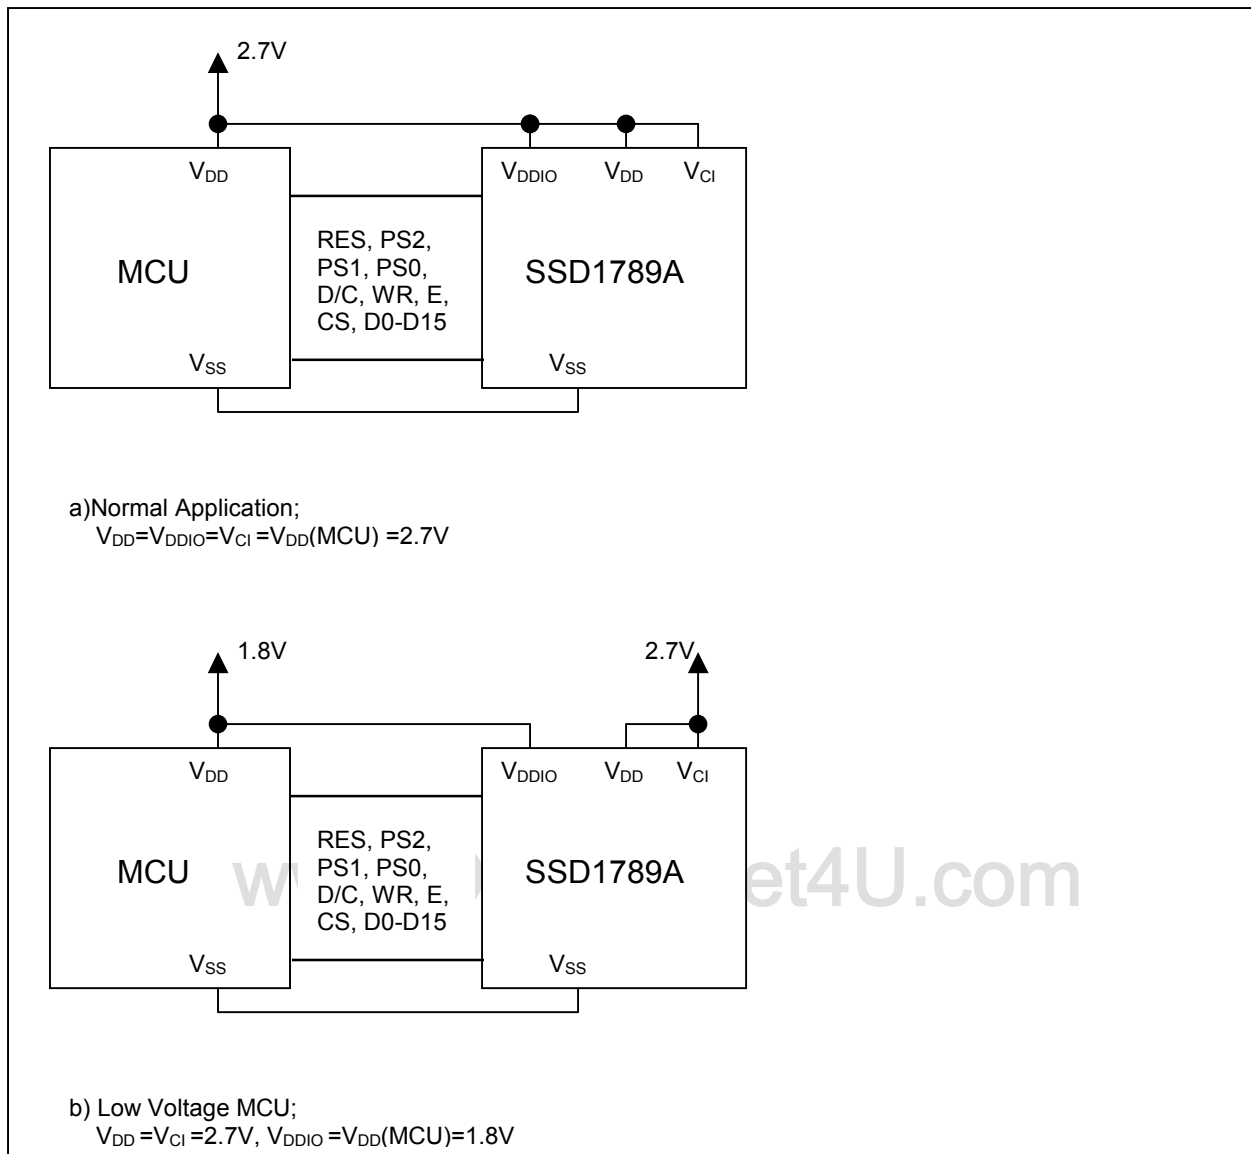 2.7V
VDD
VDDIO VDD VCI
MCU
RES, PS2,
PS1, PS0,
D/C, WR, E,
CS, D0-D15
SSD1789A
VSS
VSS
a)Normal Application;
VDD=VDDIO=VCI =VDD(MCU) =2.7V
1.8V
2.7V
VDD
VDDIO VDD VCI
MCU
RES, PS2,
PS1, PS0,
D/C, WR, E,
CS, D0-D15
SSD1789A
et4U.com
VSS
VSS
b) Low Voltage MCU;
VDD =VCI =2.7V, VDDIO =VDD(MCU)=1.8V